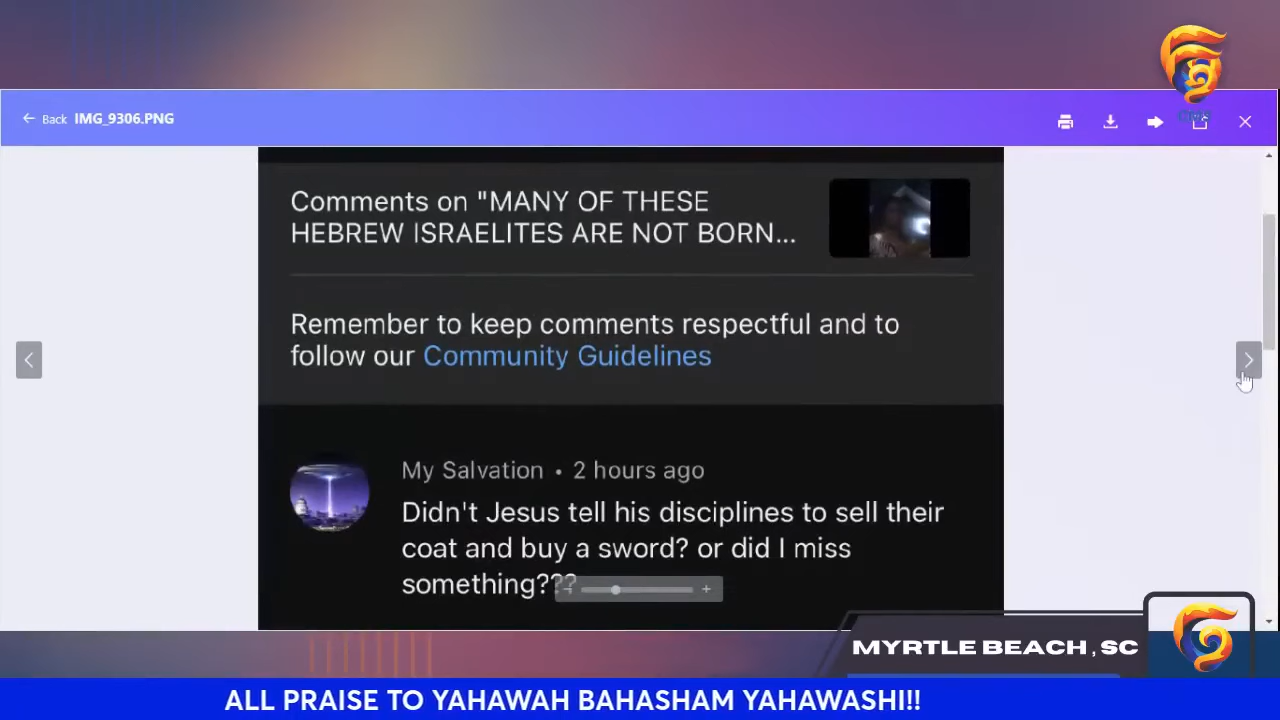 Back IMG_9306.PNG
Comments on "MANY OF THESE
HEBREW ISRAELITES ARE NOT BORN...
Remember to keep comments respectful and to
follow our Community Guidelines
My Salvation • 2 hours ago
Didn't Jesus tell his disciplines to sell their
coat and buy a sword? or did I miss
something???
MYRTLE BEACH, SC
ALL PRAISE TO YAHAWAH BAHASHAM YAHAWASHI!!